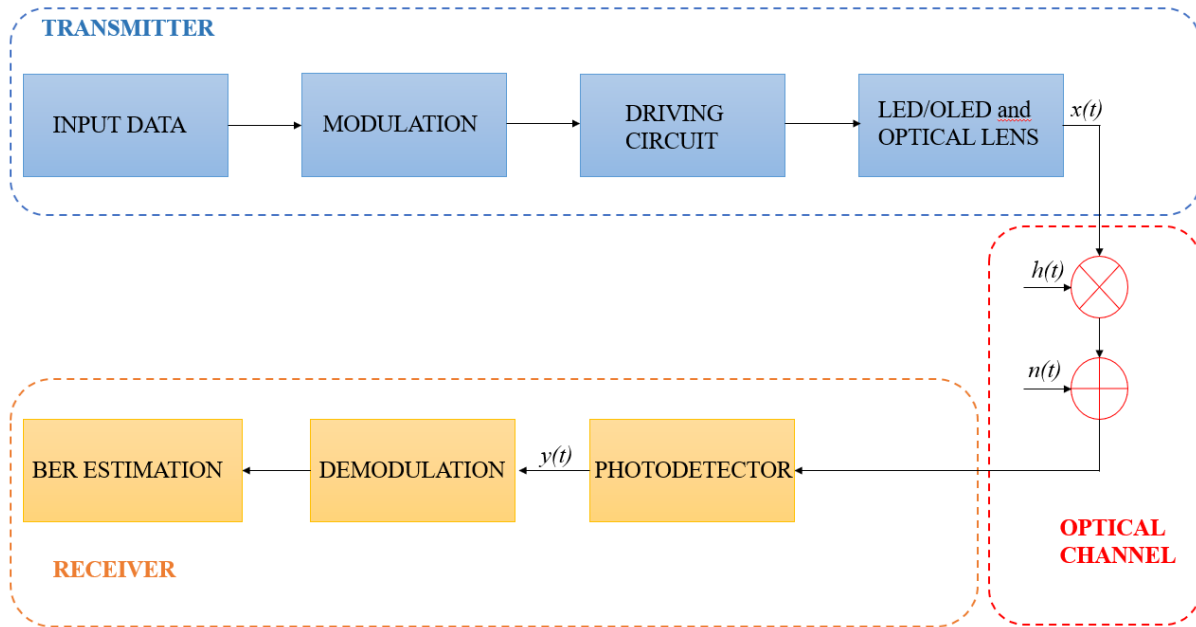 TRANSMITTER
INPUT DATA
MODULATION
DRIVING
CIRCUIT
LED/OLED and
OPTICAL LENS
x(t)
h(t)
n(t)
BER ESTIMATION
DEMODULATION
y(t)
PHOTODETECTOR
RECEIVER
OPTICAL
CHANNEL